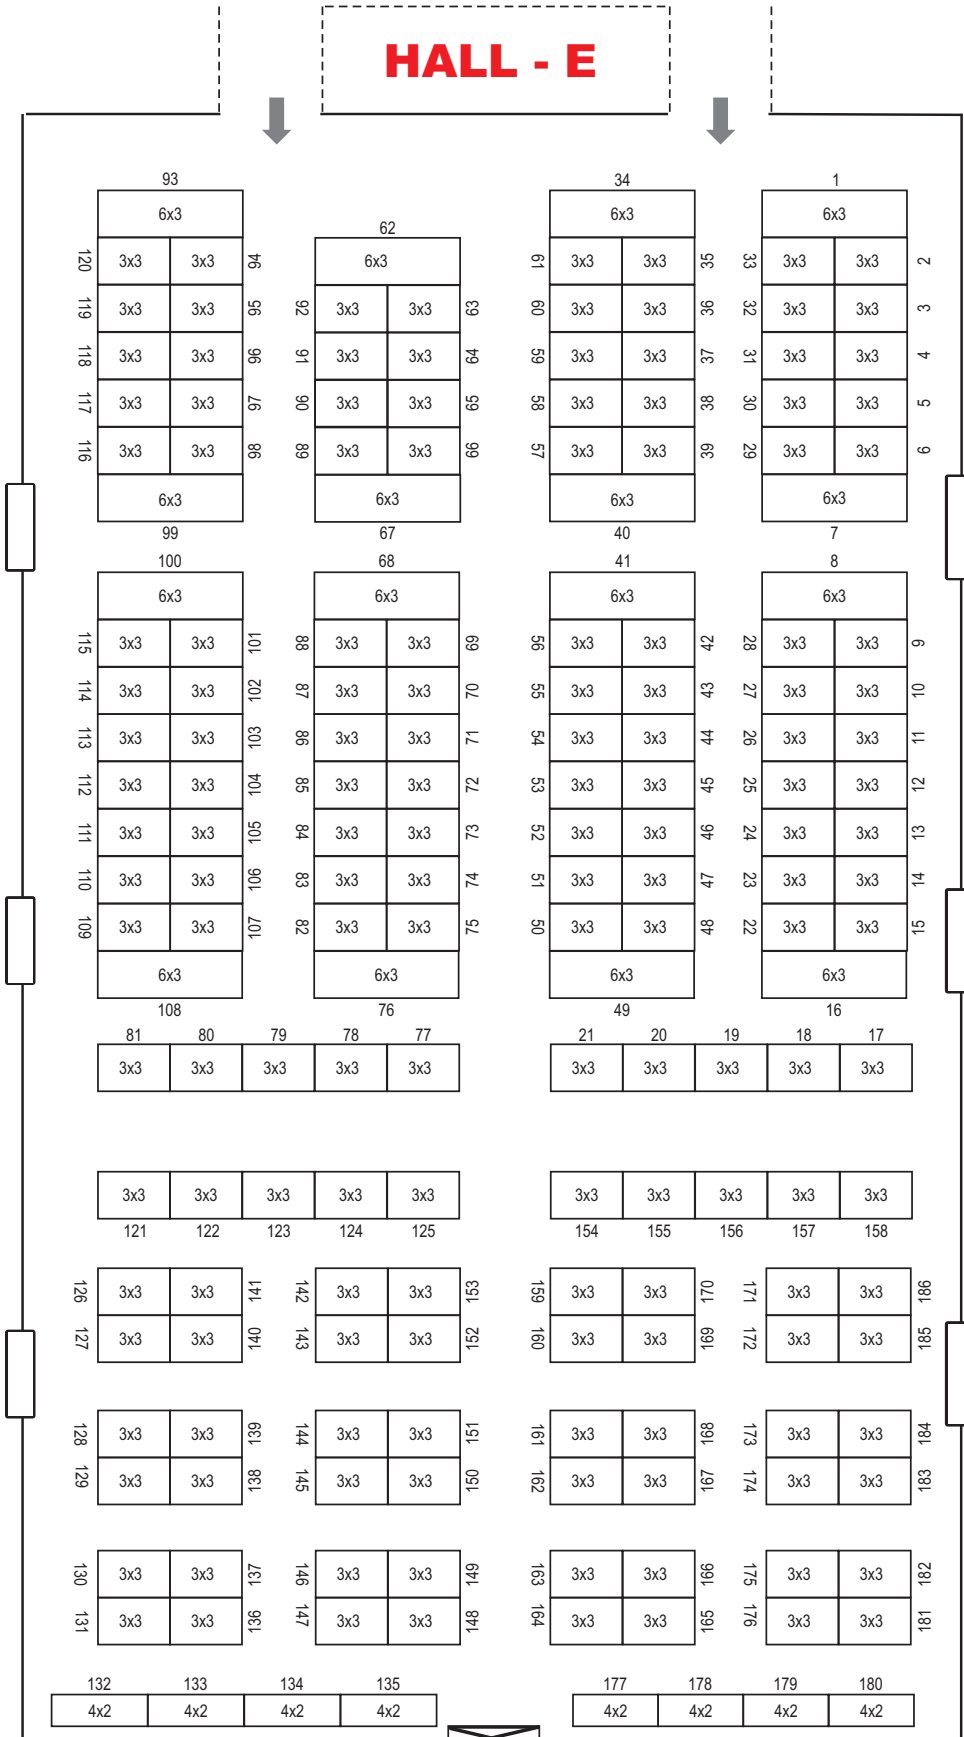 HALL - E
93 34 1
6x3 6x3 6x3
62
120 3x3 3x3 94 6x3 61 3x3 3x3 35 33 3x3 3x3 2
119 3x3 3x3 95 92 3x3 3x3 63 60 3x3 3x3 36 32 3x3 3x3 3
118 3x3 3x3 96 91 3x3 3x3 64 59 3x3 3x3 37 31 3x3 3x3 4
117 3x3 3x3 97 90 3x3 3x3 65 58 3x3 3x3 38 30 3x3 3x3 5
116 3x3 3x3 98 89 3x3 3x3 66 57 3x3 3x3 39 29 3x3 3x3 6
6x3 6x3 6x3 6x3
99 67 40 7
100 68 41 8
6x3 6x3 6x3 6x3
115 3x3 3x3 101 88 3x3 3x3 69 56 3x3 3x3 42 28 3x3 3x3 9
114 3x3 3x3 102 87 3x3 3x3 70 55 3x3 3x3 43 27 3x3 3x3 10
113 3x3 3x3 103 86 3x3 3x3 71 54 3x3 3x3 44 26 3x3 3x3 11
112 3x3 3x3 104 85 3x3 3x3 72 53 3x3 3x3 45 25 3x3 3x3 12
111 3x3 3x3 105 84 3x3 3x3 73 52 3x3 3x3 46 24 3x3 3x3 13
110 3x3 3x3 106 83 3x3 3x3 74 51 3x3 3x3 47 23 3x3 3x3 14
109 3x3 3x3 107 82 3x3 3x3 75 50 3x3 3x3 48 22 3x3 3x3 15
6x3 6x3 6x3 6x3
108 76 49 16
81 80 79 78 77 21 20 19 18 17
3x3 3x3 3x3 3x3 3x3 3x3 3x3 3x3 3x3 3x3
3x3 3x3 3x3 3x3 3x3 3x3 3x3 3x3 3x3 3x3
121 122 123 124 125 154 155 156 157 158
126 3x3 3x3 141 142 3x3 3x3 153 159 3x3 3x3 170 171 3x3 3x3 186
127 3x3 3x3 140 143 3x3 3x3 152 160 3x3 3x3 169 172 3x3 3x3 185
128 3x3 3x3 139 144 3x3 3x3 151 161 3x3 3x3 168 173 3x3 3x3 184
129 3x3 3x3 138 145 3x3 3x3 150 162 3x3 3x3 167 174 3x3 3x3 183
130 3x3 3x3 137 146 3x3 3x3 149 163 3x3 3x3 166 175 3x3 3x3 182
131 3x3 3x3 136 147 3x3 3x3 148 164 3x3 3x3 165 176 3x3 3x3 181
132 133 134 135 177 178 179 180
4x2 4x2 4x2 4x2 4x2 4x2 4x2 4x2